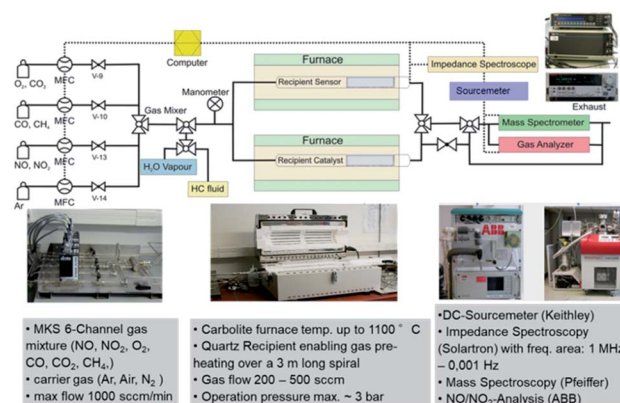 Computer
Furnace
O₂, CO₂
MFC
V-9
Recipient Sensor
Impedance Spectroscope
Manometer
Sourcemeter
Gas Mixer
CO, CH₄
MFC
V-10
Exhaust
Furnace
Mass Spectrometer
Gas Analyzer
NO, NO₂
MFC
V-13
H₂O Vapour
Recipient Catalyst
HC fluid
Ar
MFC
V-14
ABB
• MKS 6-Channel gas
mixture (NO, NO₂, O₂,
CO, CO₂, CH₄,)
• carrier gas (Ar, Air, N₂ )
• max flow 1000 sccm/min
• Carbolite furnace temp. up to 1100 ° C
• Quartz Recipient enabling gas pre-
heating over a 3 m long spiral
• Gas flow 200 – 500 sccm
• Operation pressure max. ~ 3 bar
•DC-Sourcemeter (Keithley)
• Impedance Spectroscopy
(Solartron) with freq. area: 1 MHz
– 0,001 Hz
• Mass Spectroscopy (Pfeiffer)
• NO/NO₂-Analysis (ABB)